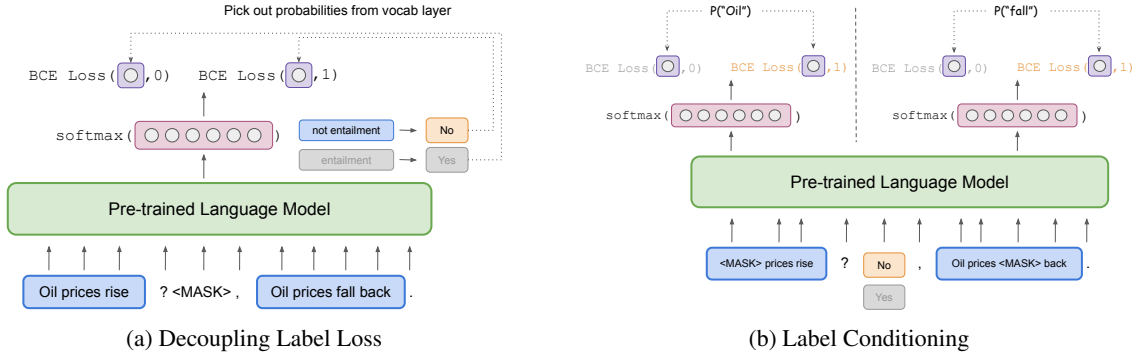 Pick out probabilities from vocab layer
BCE Loss( ,0) BCE Loss( ,1)
softmax( )
not entailment No
entailment Yes
Pre-trained Language Model
Oil prices rise ? <MASK> , Oil prices fall back .
(a) Decoupling Label Loss
P("Oil") P("fall")
BCE Loss( ,0) BCE Loss( ,1) BCE Loss( ,0) BCE Loss( ,1)
softmax( ) softmax( )
Pre-trained Language Model
<MASK> prices rise ? No , Oil prices <MASK> back .
Yes
(b) Label Conditioning